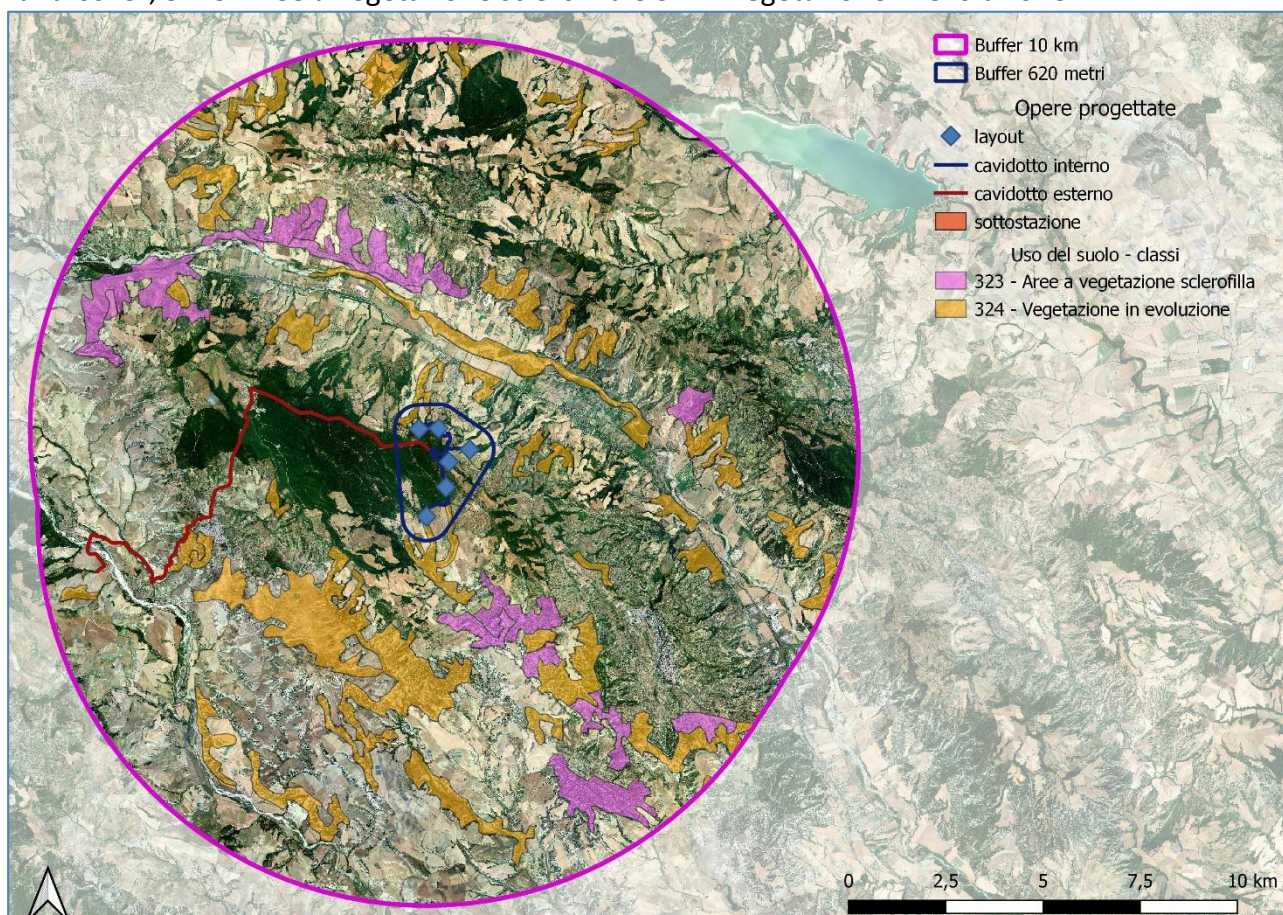 Buffer 10 km
Buffer 620 metri
Opere progettate
layout
cavidotto interno
cavidotto esterno
sottostazione
Uso del suolo - classi
323 - Aree a vegetazione sclerofilla
324 - Vegetazione in evoluzione
0 2,5 5 7,5 10 km